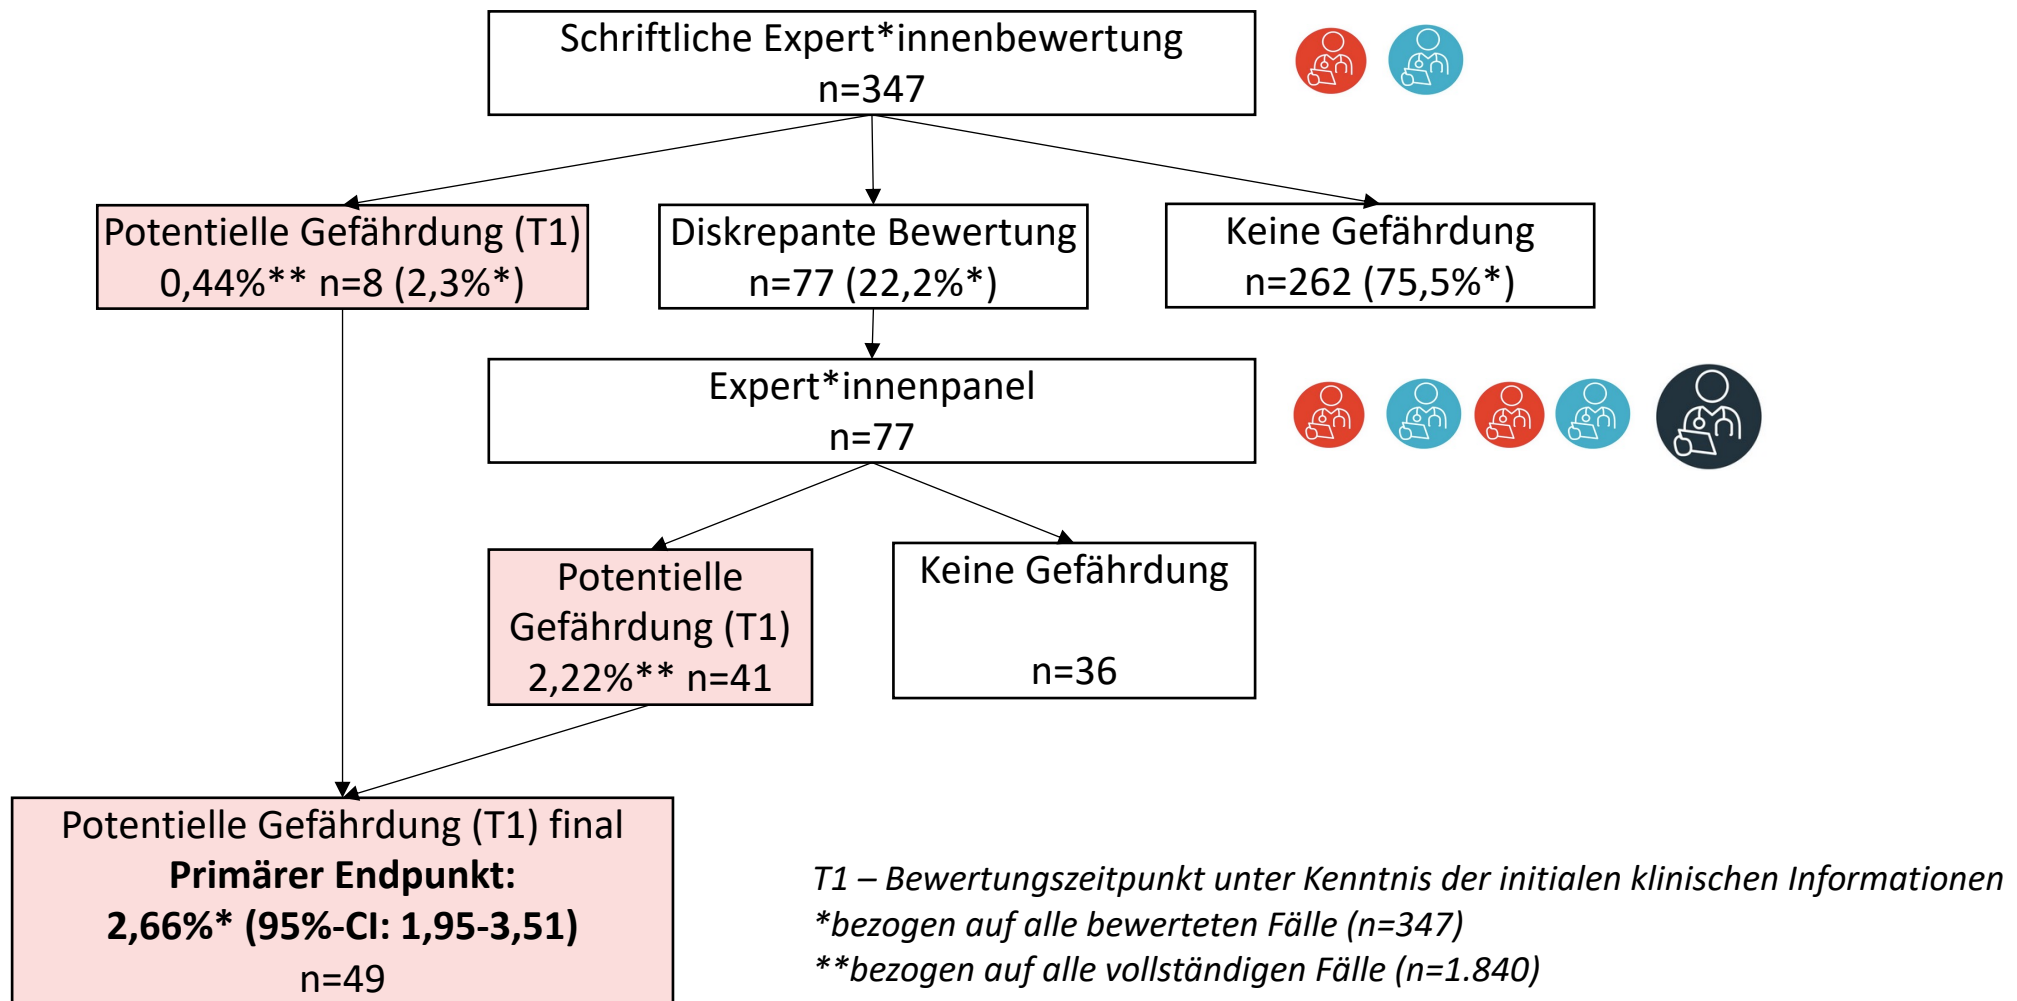 Schriftliche Expert*innenbewertung
n=347
Potentielle Gefährdung (T1)
0,44%** n=8 (2,3%*)
Diskrepante Bewertung
n=77 (22,2%*)
Keine Gefährdung
n=262 (75,5%*)
Expert*innenpanel
n=77
Potentielle
Gefährdung (T1)
2,22%** n=41
Keine Gefährdung
n=36
Potentielle Gefährdung (T1) final
Primärer Endpunkt:
2,66%* (95%-CI: 1,95-3,51)
n=49
T1 – Bewertungszeitpunkt unter Kenntnis der initialen klinischen Informationen
*bezogen auf alle bewerteten Fälle (n=347)
**bezogen auf alle vollständigen Fälle (n=1.840)